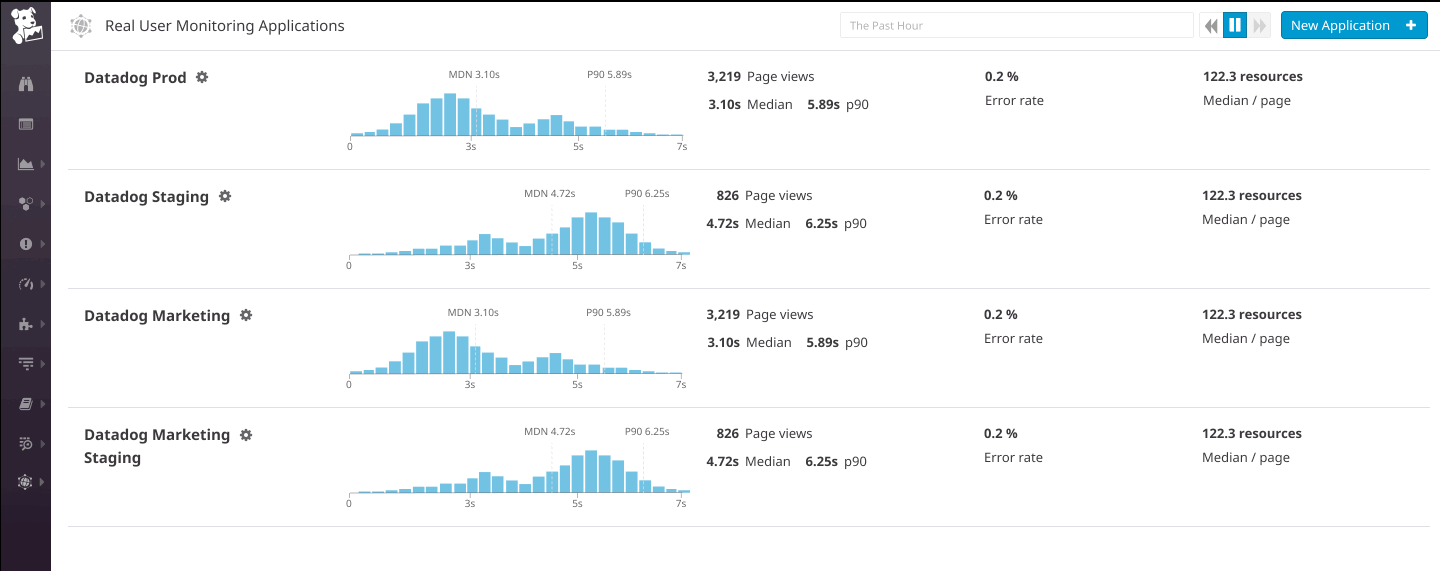 Real User Monitoring Applications
The Past Hour
New Application +
Datadog Prod
MDN 3.10s P90 5.89s
0 3s 5s 7s
3,219 Page views
3.10s Median 5.89s p90
0.2 %
Error rate
122.3 resources
Median / page
Datadog Staging
MDN 4.72s P90 6.25s
0 3s 5s 7s
826 Page views
4.72s Median 6.25s p90
0.2 %
Error rate
122.3 resources
Median / page
Datadog Marketing
MDN 3.10s P90 5.89s
0 3s 5s 7s
3,219 Page views
3.10s Median 5.89s p90
0.2 %
Error rate
122.3 resources
Median / page
Datadog Marketing
Staging
MDN 4.72s P90 6.25s
0 3s 5s 7s
826 Page views
4.72s Median 6.25s p90
0.2 %
Error rate
122.3 resources
Median / page